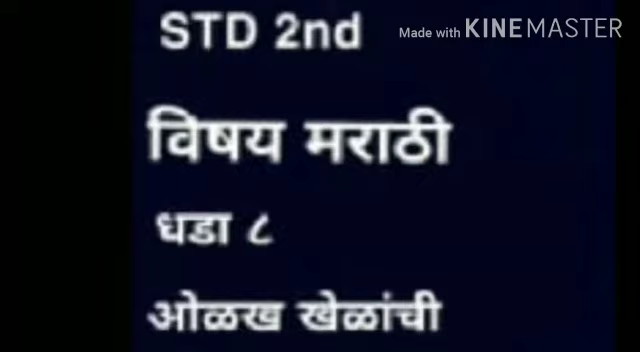 STD 2nd
Made with KINEMASTER
विषय मराठी
धडा ८
ओळख खेळांची